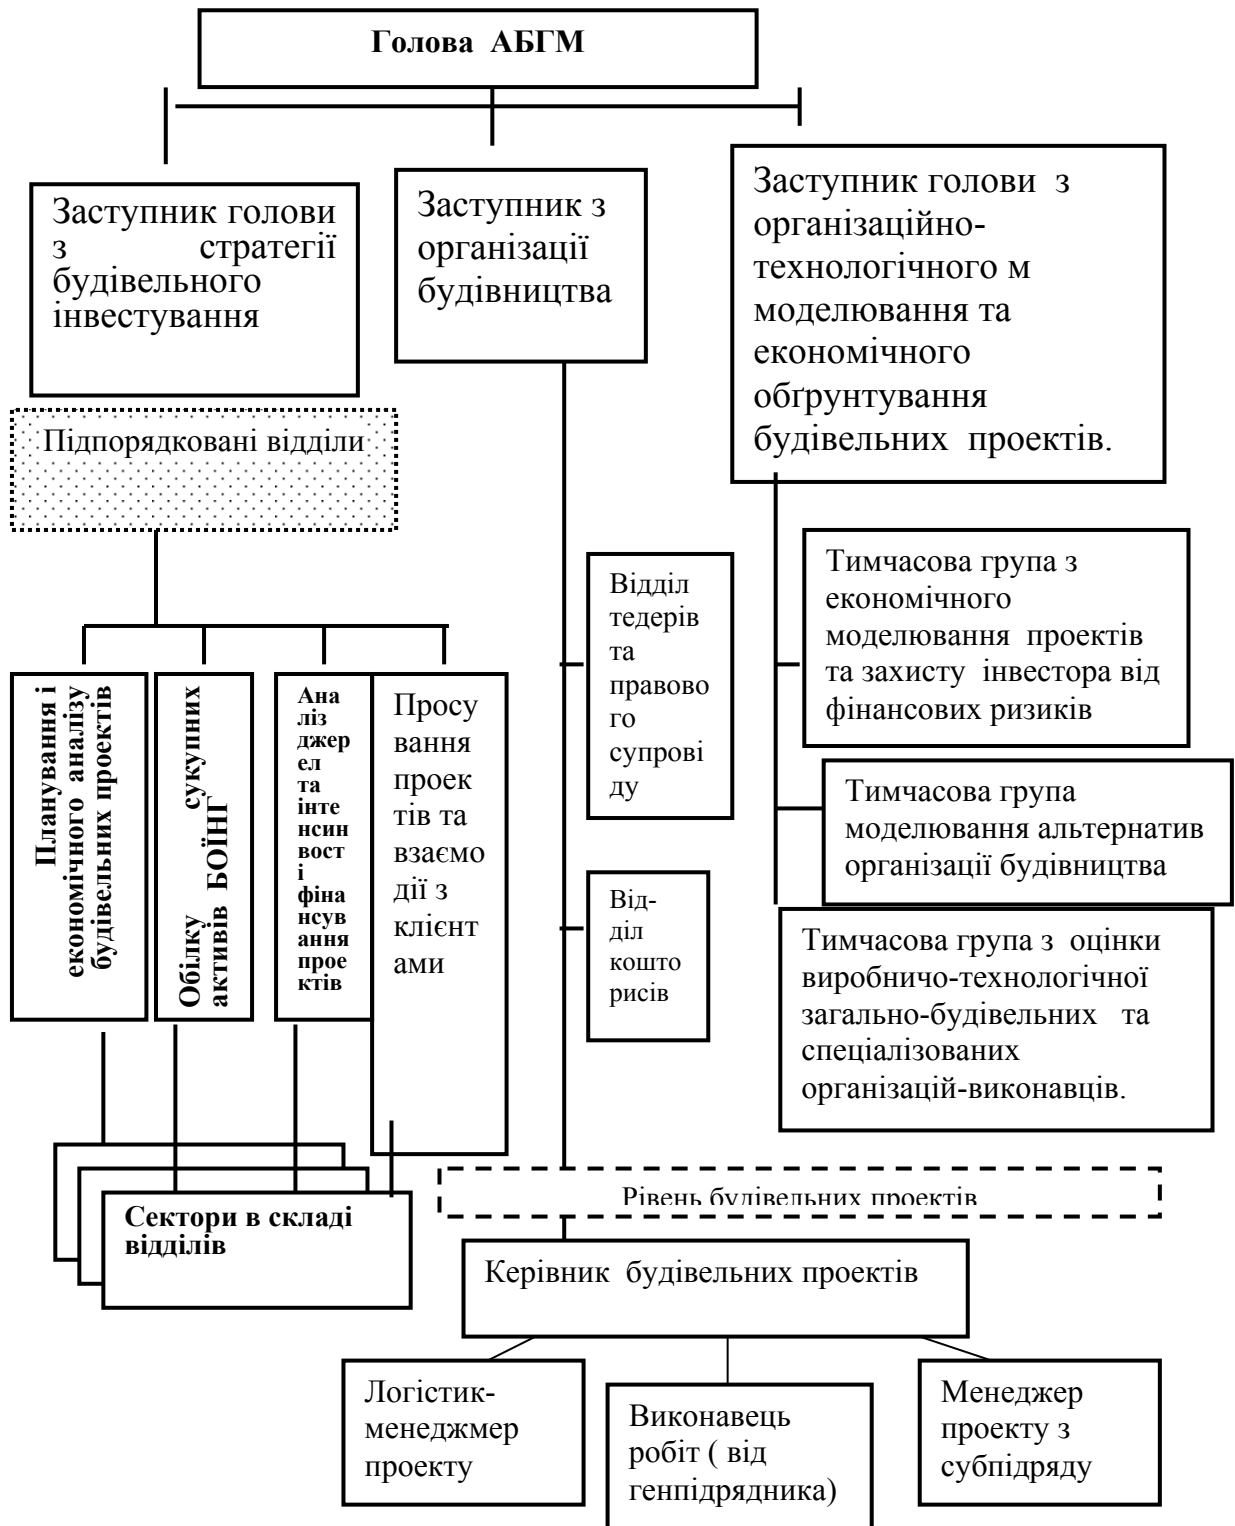 Голова АБГМ
Заступник голови
з стратегії
будівельного
інвестування
Заступник з
організації
будівництва
Заступник голови з
організаційно-
технологічного м
моделювання та
економічного
обґрунтування
будівельних проектів.
Підпорядковані відділи
Планування і
економічного аналізу
будівельних проектів
Обілку сукупних
активів БОЇНГ
Ана
ліз
джер
ел
та
інте
нсин
вост
і
фіна
нсув
ання
прое
ктів
Просу
вання
проек
тів та
взаємо
дії з
клієнт
ами
Відділ
тедерів
та
правово
го
супрові
ду
Від-
діл
кошто
рисів
Тимчасова група з
економічного
моделювання проектів
та захисту інвестора від
фінансових ризиків
Тимчасова група
моделювання альтернатив
організації будівництва
Тимчасова група з оцінки
виробничо-технологічної
загально-будівельних та
спеціалізованих
організацій-виконавців.
Сектори в складі
відділів
Рівень будівельних проектів
Керівник будівельних проектів
Логістик-
менеджмер
проекту
Виконавець
робіт ( від
генпідрядника)
Менеджер
проекту з
субпідряду